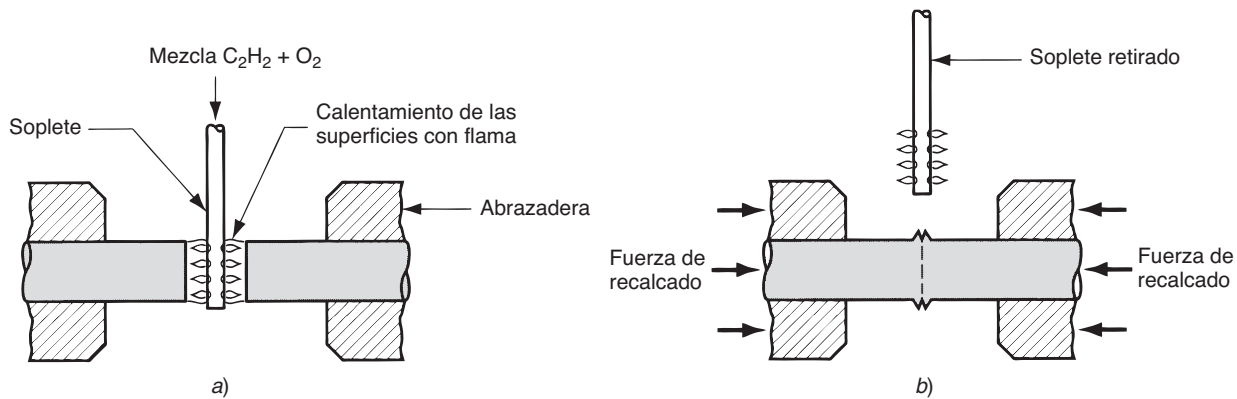 Mezcla C₂H₂ + O₂
Soplete
Calentamiento de las
superficies con flama
Abrazadera
a)
Soplete retirado
Fuerza de
recalcado
Fuerza de
recalcado
b)